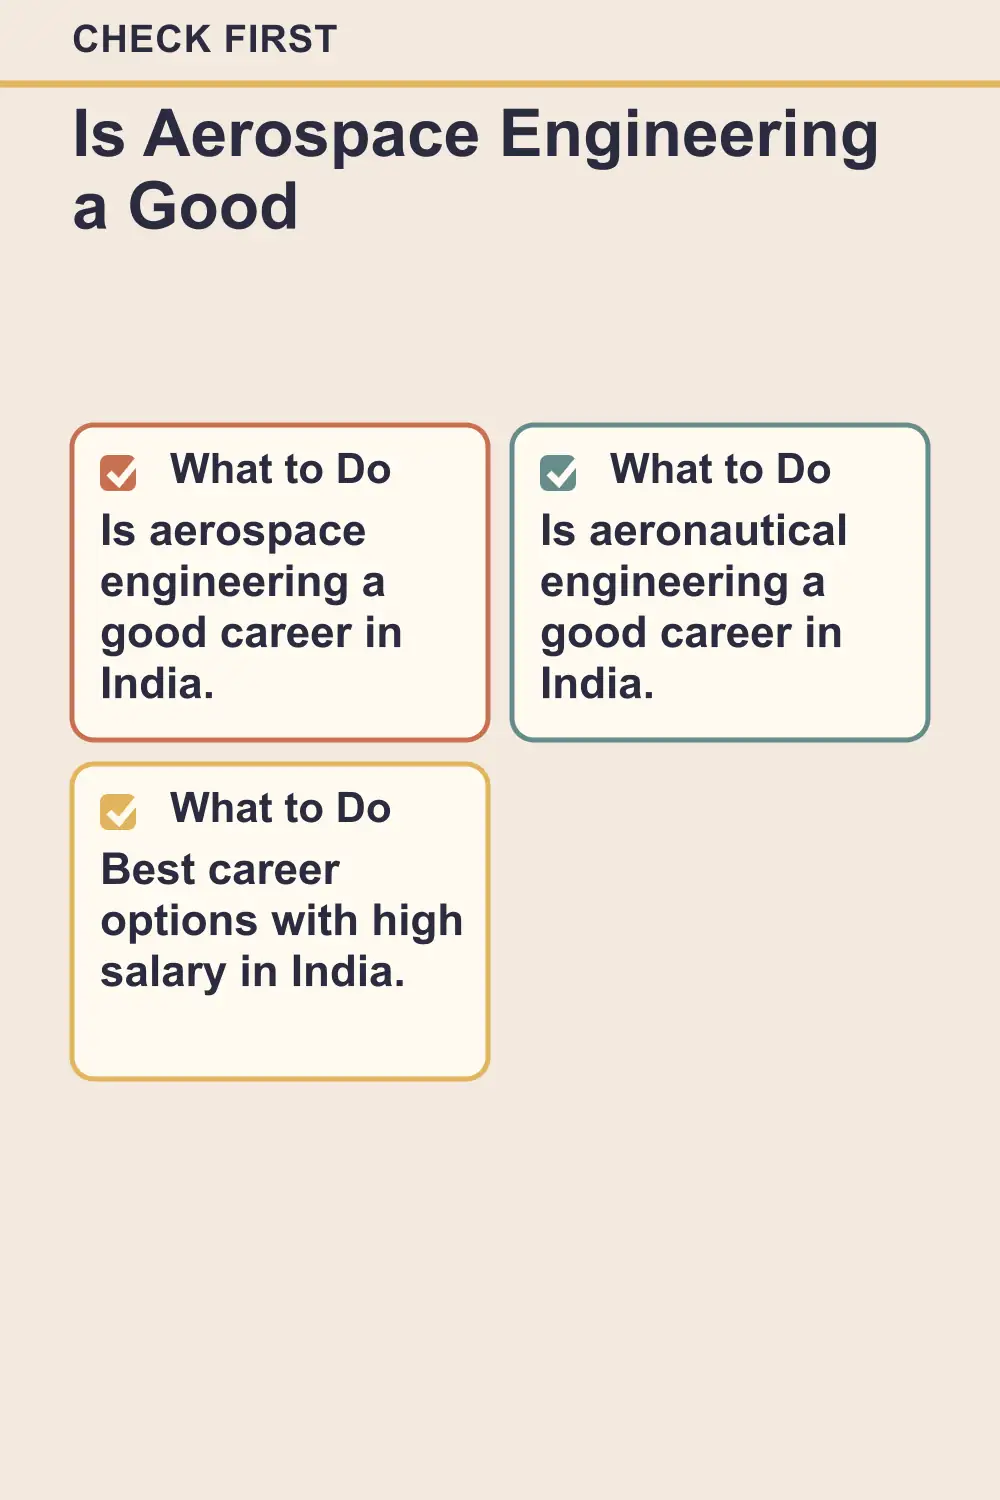 CHECK FIRST
Is Aerospace Engineering
a Good
What to Do
Is aerospace
engineering a
good career in
India.
What to Do
Is aeronautical
engineering a
good career in
India.
What to Do
Best career
options with high
salary in India.